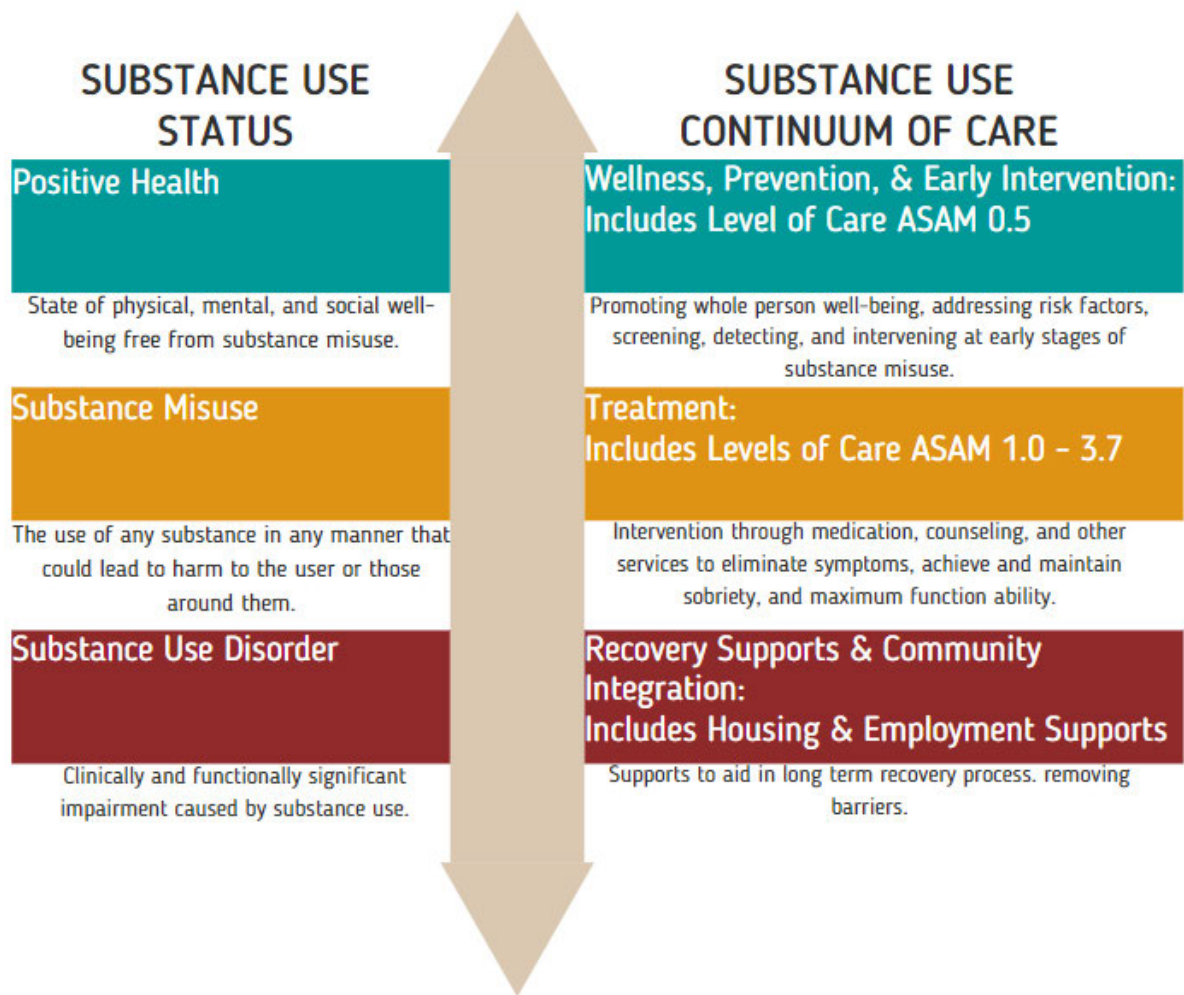 SUBSTANCE USE
STATUS
SUBSTANCE USE
CONTINUUM OF CARE
Positive Health
State of physical, mental, and social well-
being free from substance misuse.
Wellness, Prevention, & Early Intervention:
Includes Level of Care ASAM 0.5
Promoting whole person well-being, addressing risk factors,
screening, detecting, and intervening at early stages of
substance misuse.
Substance Misuse
The use of any substance in any manner that
could lead to harm to the user or those
around them.
Treatment:
Includes Levels of Care ASAM 1.0 - 3.7
Intervention through medication, counseling, and other
services to eliminate symptoms, achieve and maintain
sobriety, and maximum function ability.
Substance Use Disorder
Clinically and functionally significant
impairment caused by substance use.
Recovery Supports & Community
Integration:
Includes Housing & Employment Supports
Supports to aid in long term recovery process. removing
barriers.